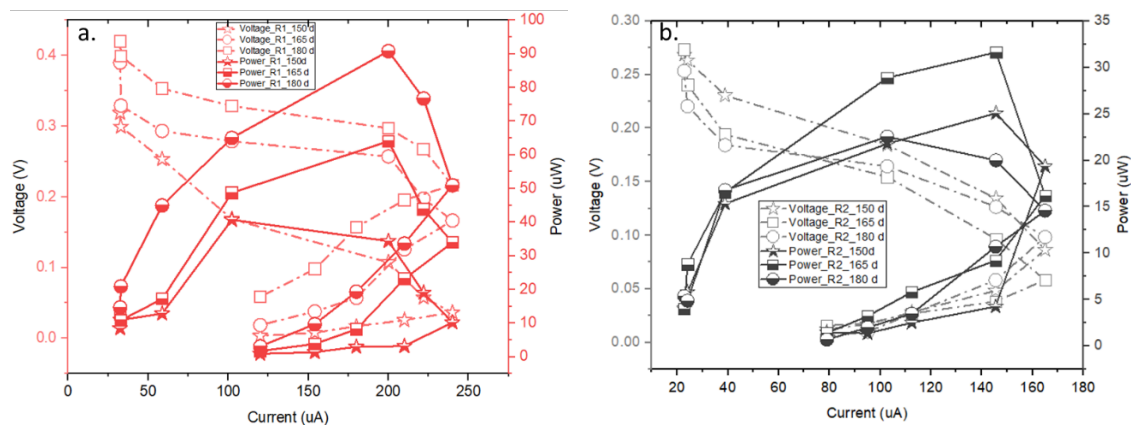 a.
Voltage_R1_150 d
Voltage_R1_165 d
Voltage_R1_180 d
Power_R1_150d
Power_R1_165 d
Power_R1_180 d
0.4
0.3
0.2
0.1
0.0
Voltage (V)
100
90
80
70
60
50
40
30
20
10
0
Power (uW)
0 50 100 150 200 250
Current (uA)
b.
0.30
0.25
0.20
0.15
0.10
0.05
0.00
Voltage (V)
Voltage_R2_150 d
Voltage_R2_165 d
Voltage_R2_180 d
Power_R2_150d
Power_R2_165 d
Power_R2_180 d
35
30
25
20
15
10
5
0
Power (uW)
0 20 40 60 80 100 120 140 160 180
Current (uA)